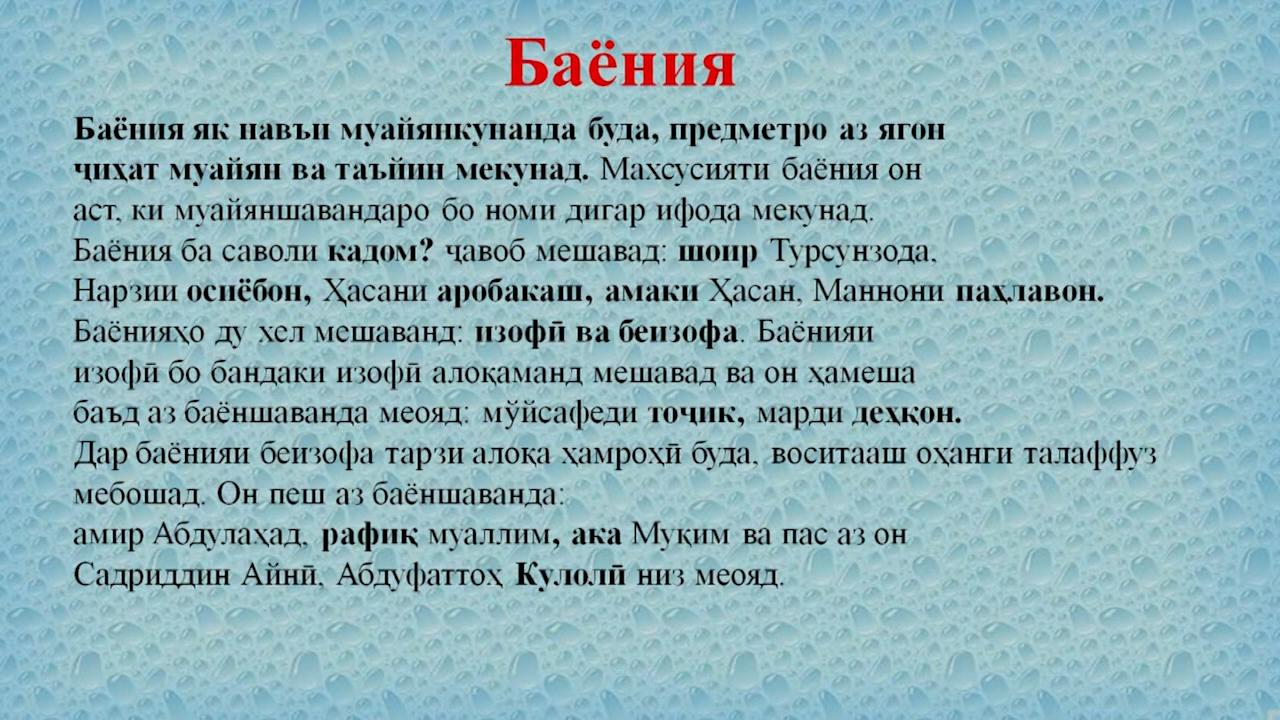 Баёния
Баёния як навъи муайянкунанда буда, предметро аз ягон
ҷиҳат муайян ва таъйин мекунад. Махсусияти баёния он
аст, ки муайяншавандаро бо номи дигар ифода мекунад.
Баёния ба саволи кадом? ҷавоб мешавад: шоир Турсунзода,
Нарзии осиёбон, Ҳасани аробакаш, амаки Ҳасан, Маннони паҳлавон.
Баёнияҳо ду хел мешаванд: изофӣ ва беизофа. Баёнияи
изофӣ бо бандаки изофӣ алоқаманд мешавад ва он ҳамеша
баъд аз баёншаванда меояд: мӯйсафеди тоҷик, марди деҳқон.
Дар баёнияи беизофа тарзи алоқа ҳамроҳӣ буда, воситааш оҳанги талаффуз
мебошад. Он пеш аз баёншаванда:
амир Абдулаҳад, рафиқ муаллим, ака Муқим ва пас аз он
Садриддин Айнӣ, Абдуфаттоҳ Кулолӣ низ меояд.